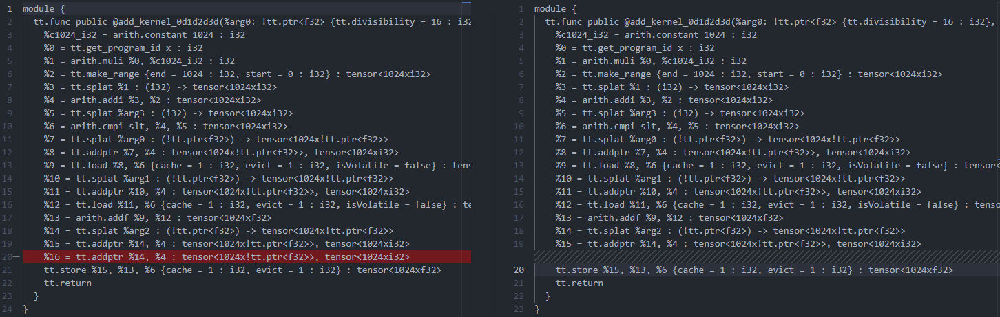 1 module {
2 tt.func public @add_kernel_0d1d2d3d(%arg0: !tt.ptr<f32> {tt.divisibility = 16 : i32
3 %c1024_i32 = arith.constant 1024 : i32
4 %0 = tt.get_program_id x : i32
5 %1 = arith.muli %0, %c1024_i32 : i32
6 %2 = tt.make_range {end = 1024 : i32, start = 0 : i32} : tensor<1024xi32>
7 %3 = tt.splat %1 : (i32) -> tensor<1024xi32>
8 %4 = arith.addi %3, %2 : tensor<1024xi32>
9 %5 = tt.splat %arg3 : (i32) -> tensor<1024xi32>
10 %6 = arith.cmpi slt, %4, %5 : tensor<1024xi32>
11 %7 = tt.splat %arg0 : (!tt.ptr<f32>) -> tensor<1024x!tt.ptr<f32>>
12 %8 = tt.addptr %7, %4 : tensor<1024x!tt.ptr<f32>>, tensor<1024xi32>
13 %9 = tt.load %8, %6 {cache = 1 : i32, evict = 1 : i32, isVolatile = false} : tens
14 %10 = tt.splat %arg1 : (!tt.ptr<f32>) -> tensor<1024x!tt.ptr<f32>>
15 %11 = tt.addptr %10, %4 : tensor<1024x!tt.ptr<f32>>, tensor<1024xi32>
16 %12 = tt.load %11, %6 {cache = 1 : i32, evict = 1 : i32, isVolatile = false} : te
17 %13 = arith.addf %9, %12 : tensor<1024xf32>
18 %14 = tt.splat %arg2 : (!tt.ptr<f32>) -> tensor<1024x!tt.ptr<f32>>
19 %15 = tt.addptr %14, %4 : tensor<1024x!tt.ptr<f32>>, tensor<1024xi32>
20— %16 = tt.addptr %14, %4 : tensor<1024x!tt.ptr<f32>>, tensor<1024xi32>
21 tt.store %15, %13, %6 {cache = 1 : i32, evict = 1 : i32} : tensor<1024xf32>
22 tt.return
23 }
24 }
1 module {
2 tt.func public @add_kernel_0d1d2d3d(%arg0: !tt.ptr<f32> {tt.divisibility = 16 : i32},
3 %c1024_i32 = arith.constant 1024 : i32
4 %0 = tt.get_program_id x : i32
5 %1 = arith.muli %0, %c1024_i32 : i32
6 %2 = tt.make_range {end = 1024 : i32, start = 0 : i32} : tensor<1024xi32>
7 %3 = tt.splat %1 : (i32) -> tensor<1024xi32>
8 %4 = arith.addi %3, %2 : tensor<1024xi32>
9 %5 = tt.splat %arg3 : (i32) -> tensor<1024xi32>
10 %6 = arith.cmpi slt, %4, %5 : tensor<1024xi32>
11 %7 = tt.splat %arg0 : (!tt.ptr<f32>) -> tensor<1024x!tt.ptr<f32>>
12 %8 = tt.addptr %7, %4 : tensor<1024x!tt.ptr<f32>>, tensor<1024xi32>
13 %9 = tt.load %8, %6 {cache = 1 : i32, evict = 1 : i32, isVolatile = false} : tensor<
14 %10 = tt.splat %arg1 : (!tt.ptr<f32>) -> tensor<1024x!tt.ptr<f32>>
15 %11 = tt.addptr %10, %4 : tensor<1024x!tt.ptr<f32>>, tensor<1024xi32>
16 %12 = tt.load %11, %6 {cache = 1 : i32, evict = 1 : i32, isVolatile = false} : tenso
17 %13 = arith.addf %9, %12 : tensor<1024xf32>
18 %14 = tt.splat %arg2 : (!tt.ptr<f32>) -> tensor<1024x!tt.ptr<f32>>
19 %15 = tt.addptr %14, %4 : tensor<1024x!tt.ptr<f32>>, tensor<1024xi32>
20 tt.store %15, %13, %6 {cache = 1 : i32, evict = 1 : i32} : tensor<1024xf32>
21 tt.return
22 }
23 }